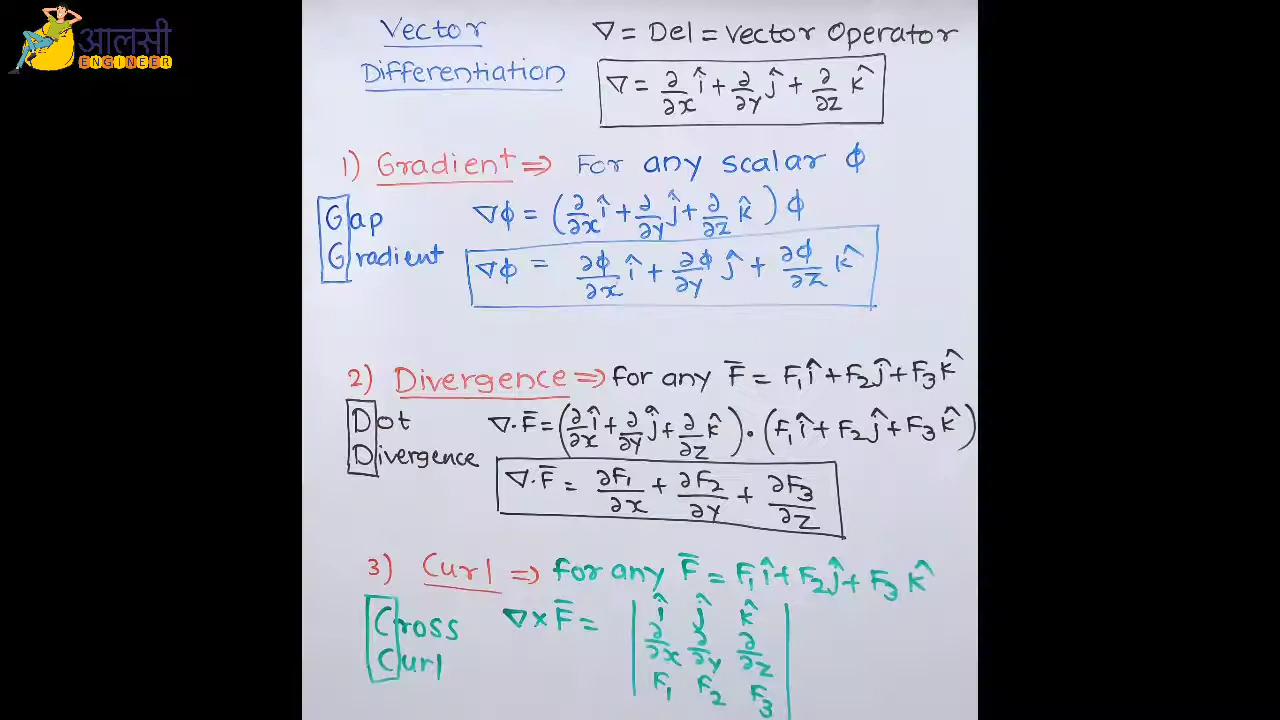 आलसी
ENGINEER
Vector
Differentiation
∇ = Del = Vector Operator
∇ = ∂/∂x î + ∂/∂y ĵ + ∂/∂z k̂
1) Gradient ⇒ For any scalar ϕ
Gap
Gradient
∇ϕ = (∂/∂x î + ∂/∂y ĵ + ∂/∂z k̂) ϕ
∇ϕ = ∂ϕ/∂x î + ∂ϕ/∂y ĵ + ∂ϕ/∂z k̂
2) Divergence ⇒ For any F̅ = F₁î + F₂ĵ + F₃k̂
Dot
Divergence
∇.F̅ = (∂/∂x î + ∂/∂y ĵ + ∂/∂z k̂) • (F₁î + F₂ĵ + F₃k̂)
∇.F̅ = ∂F₁/∂x + ∂F₂/∂y + ∂F₃/∂z
3) Curl ⇒ For any F̅ = F₁î + F₂ĵ + F₃k̂
Cross
Curl
∇×F̅ =
| î ĵ k̂ |
| ∂/∂x ∂/∂y ∂/∂z |
| F₁ F₂ F₃ |